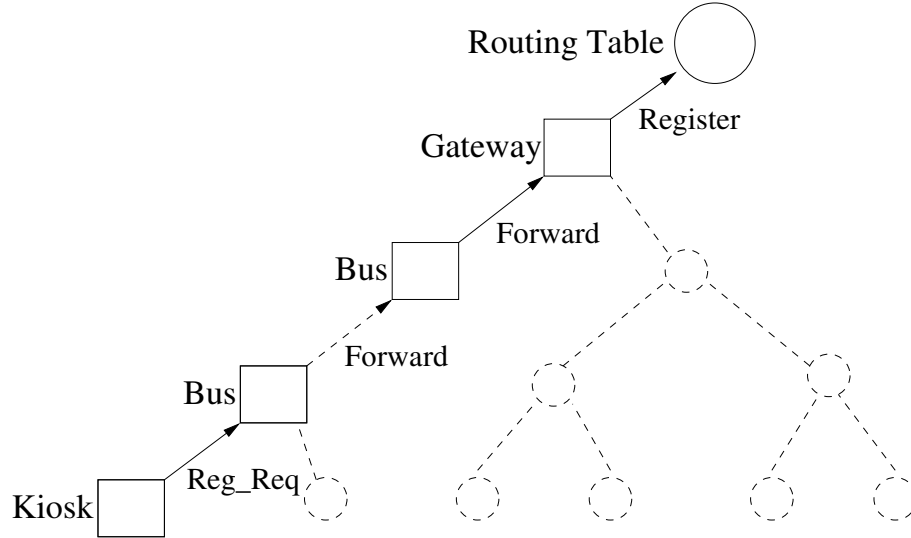 Routing Table
Register
Gateway
Forward
Bus
Forward
Bus
Reg_Req
Kiosk